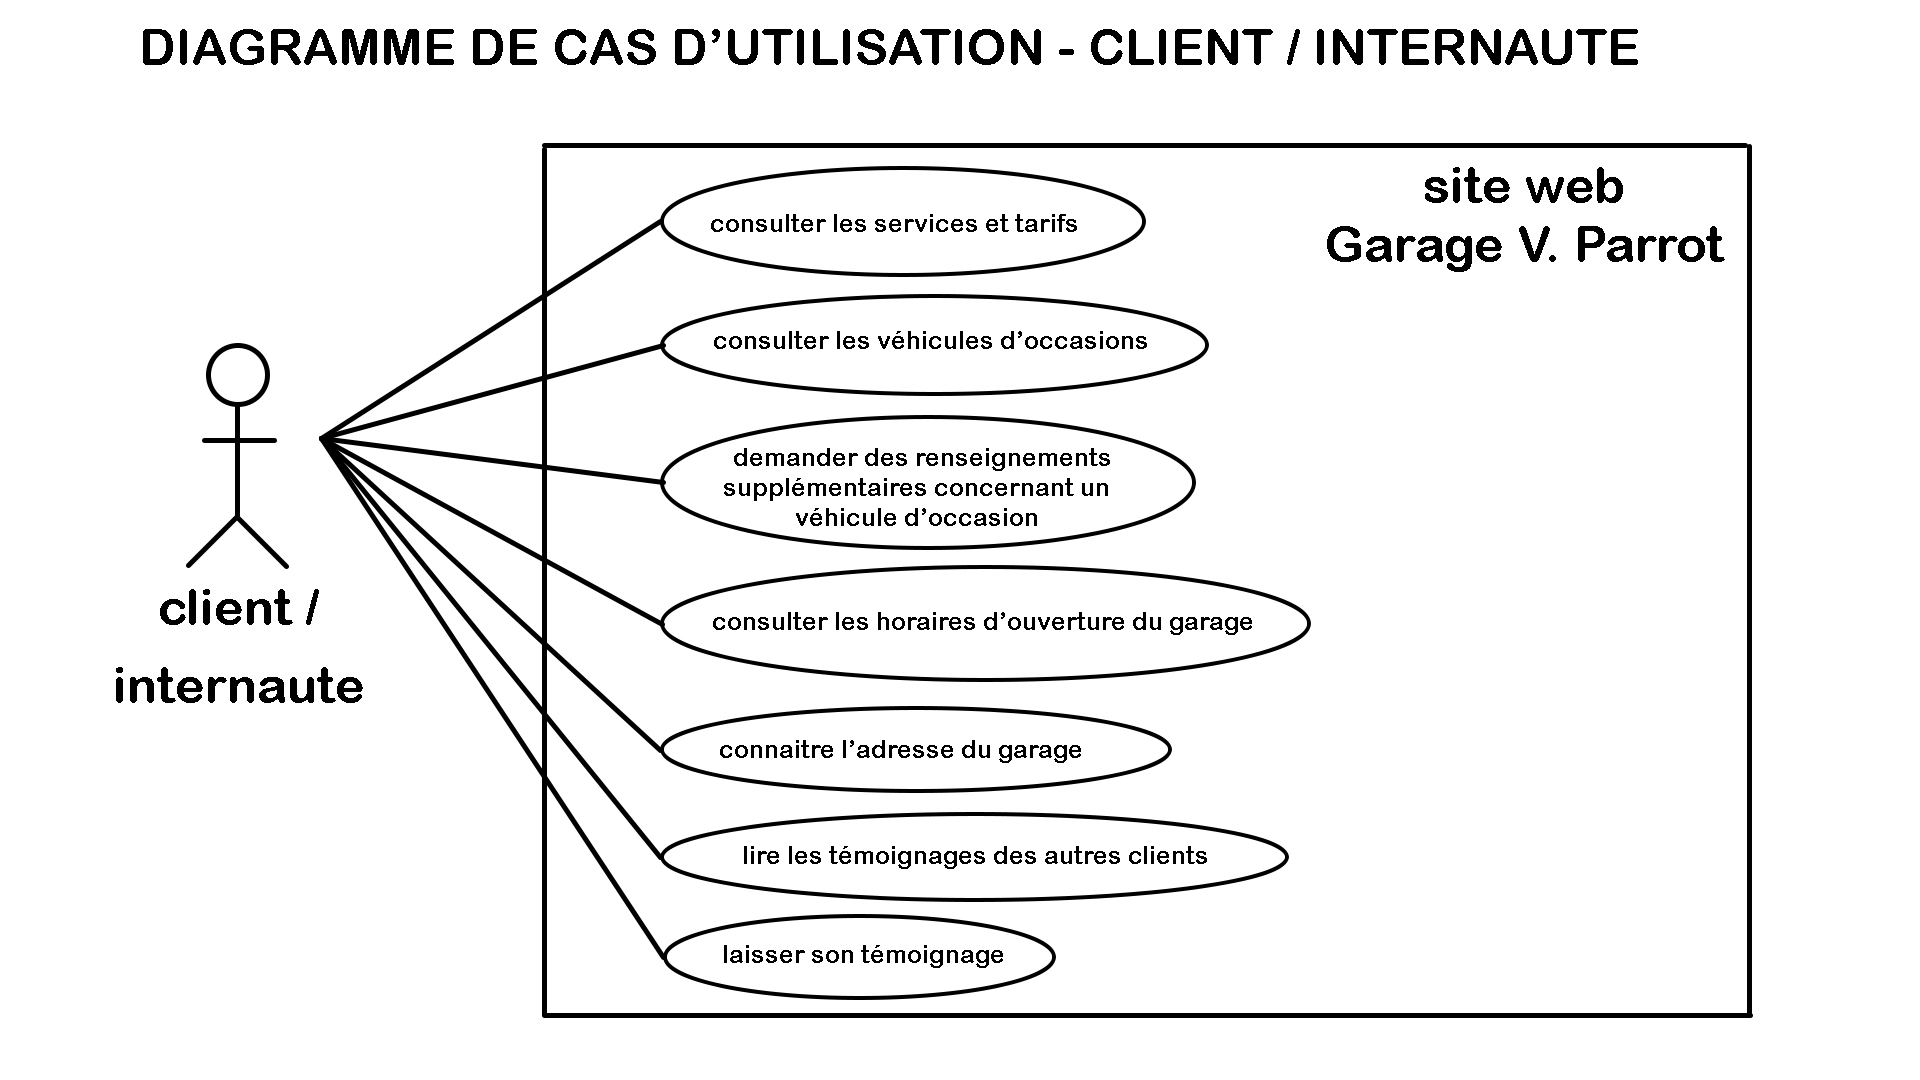 DIAGRAMME DE CAS D’UTILISATION - CLIENT / INTERNAUTE
site web
Garage V. Parrot
consulter les services et tarifs
consulter les véhicules d’occasions
demander des renseignements
supplémentaires concernant un
véhicule d’occasion
consulter les horaires d’ouverture du garage
connaitre l’adresse du garage
lire les témoignages des autres clients
laisser son témoignage
client /
internaute